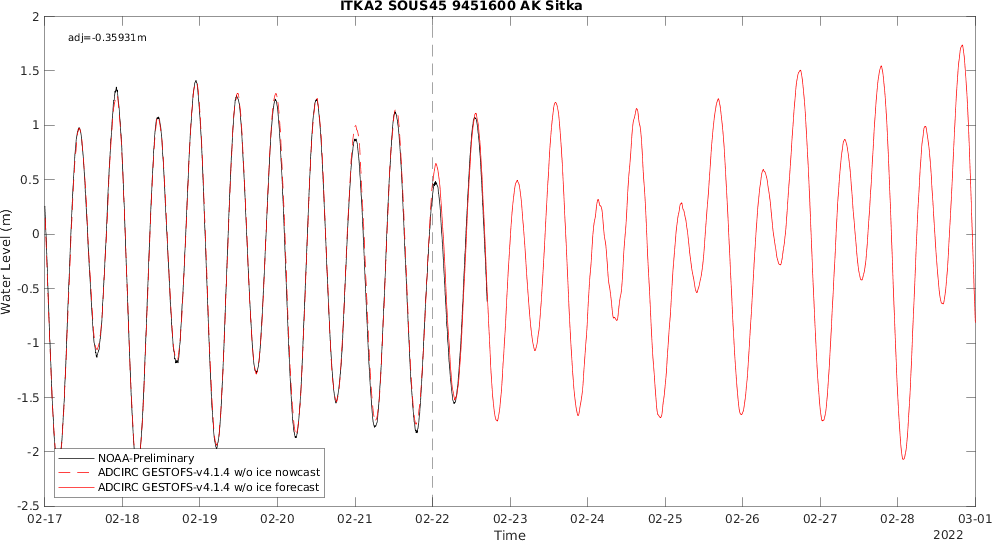 ITKA2 SOUS45 9451600 AK Sitka
adj=-0.35931m
2
1.5
1
0.5
0
-0.5
-1
-1.5
-2
-2.5
Water Level (m)
NOAA-Preliminary
ADCIRC GESTOFS-v4.1.4 w/o ice nowcast
ADCIRC GESTOFS-v4.1.4 w/o ice forecast
02-17 02-18 02-19 02-20 02-21 02-22 02-23 02-24 02-25 02-26 02-27 02-28 03-01
Time
2022